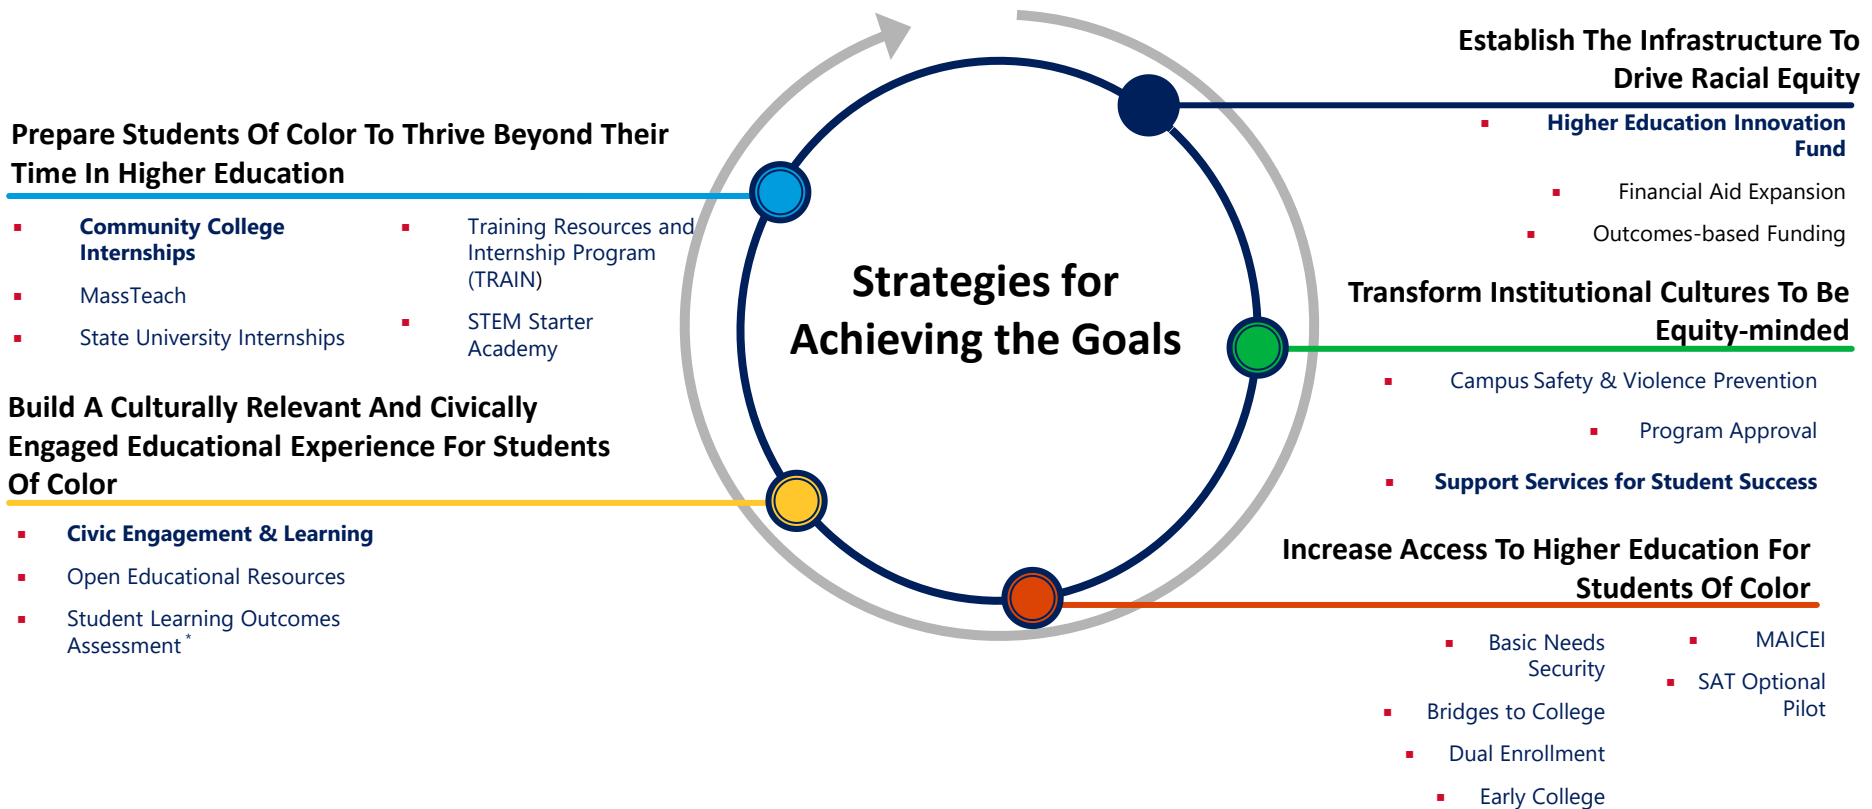 Establish The Infrastructure To
Drive Racial Equity
Higher Education Innovation
Fund
Financial Aid Expansion
Outcomes-based Funding
Prepare Students Of Color To Thrive Beyond Their
Time In Higher Education
Community College
Internships
MassTeach
State University Internships
Training Resources and
Internship Program
(TRAIN)
STEM Starter
Academy
Strategies for
Achieving the Goals
Transform Institutional Cultures To Be
Equity-minded
Campus Safety & Violence Prevention
Program Approval
Support Services for Student Success
Build A Culturally Relevant And Civically
Engaged Educational Experience For Students
Of Color
Civic Engagement & Learning
Open Educational Resources
Student Learning Outcomes
Assessment *
Increase Access To Higher Education For
Students Of Color
Basic Needs
Security
Bridges to College
Dual Enrollment
Early College
MAICEI
SAT Optional
Pilot